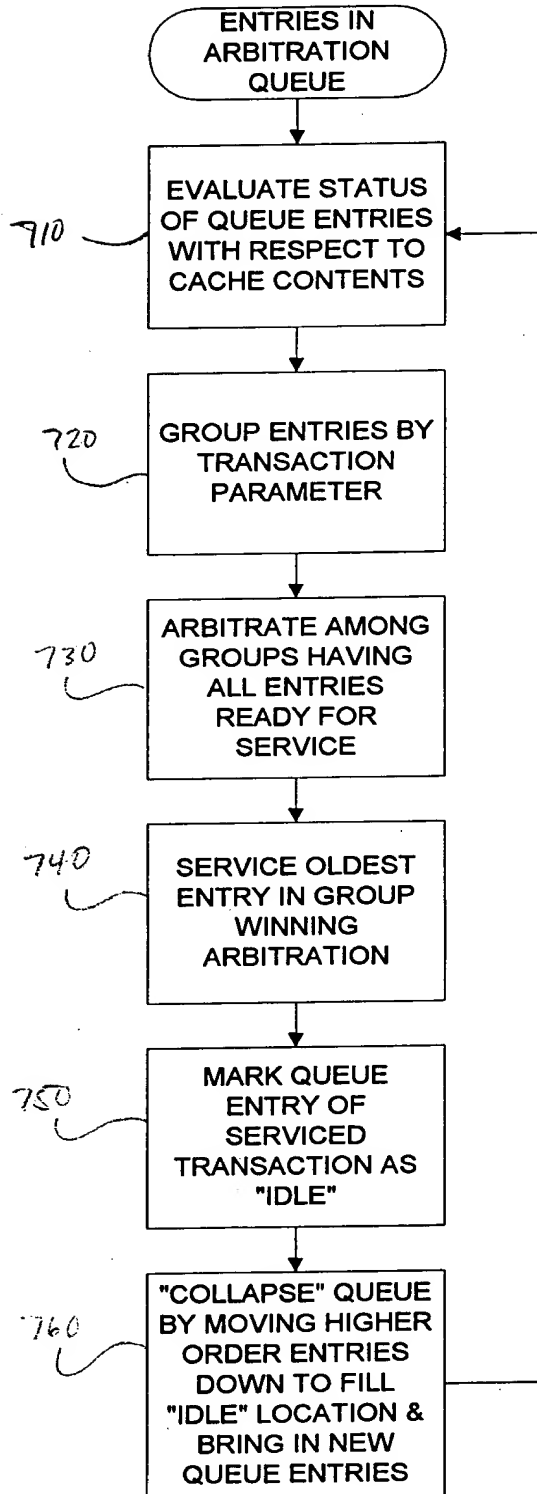 ENTRIES IN
ARBITRATION
QUEUE
710
EVALUATE STATUS
OF QUEUE ENTRIES
WITH RESPECT TO
CACHE CONTENTS
720
GROUP ENTRIES BY
TRANSACTION
PARAMETER
730
ARBITRATE AMONG
GROUPS HAVING
ALL ENTRIES
READY FOR
SERVICE
740
SERVICE OLDEST
ENTRY IN GROUP
WINNING
ARBITRATION
750
MARK QUEUE
ENTRY OF
SERVICED
TRANSACTION AS
"IDLE"
760
"COLLAPSE" QUEUE
BY MOVING HIGHER
ORDER ENTRIES
DOWN TO FILL
"IDLE" LOCATION &
BRING IN NEW
QUEUE ENTRIES